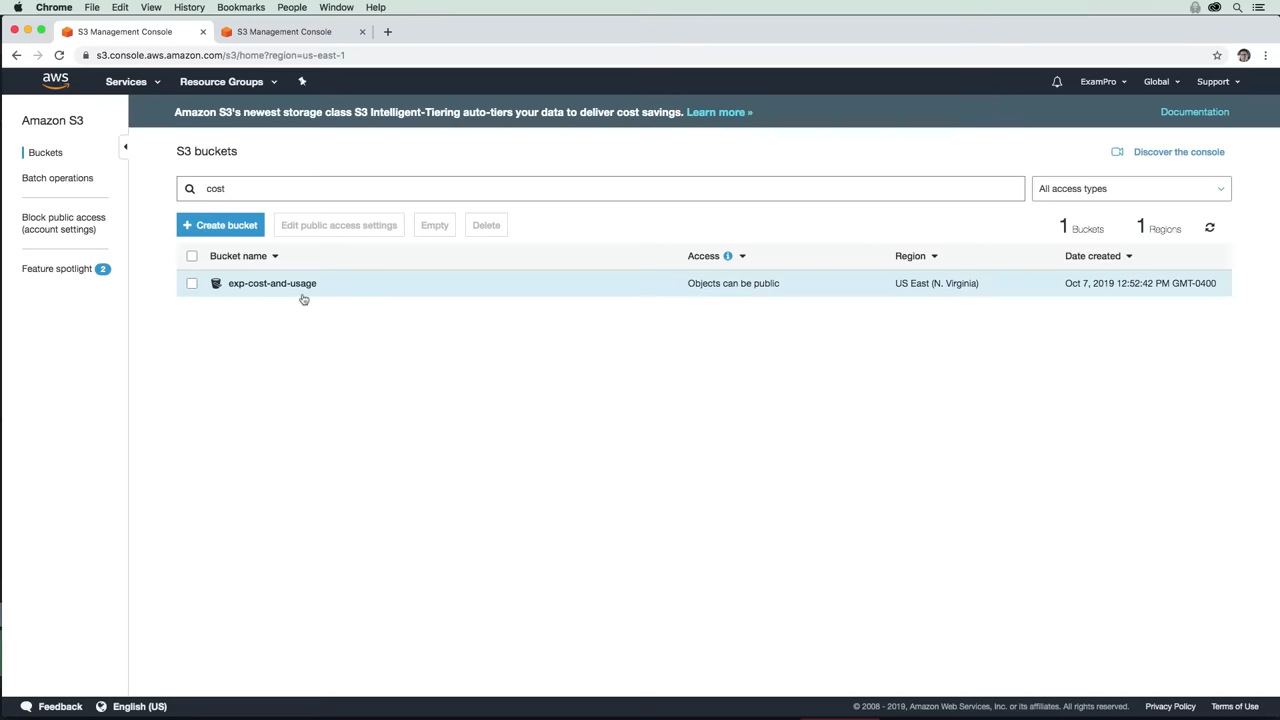 Chrome File Edit View History Bookmarks People Window Help
S3 Management Console
S3 Management Console
s3.console.aws.amazon.com/s3/home?region=us-east-1
aws Services Resource Groups ExamPro Global Support
Amazon S3's newest storage class S3 Intelligent-Tiering auto-tiers your data to deliver cost savings. Learn more » Documentation
Amazon S3
Buckets
Batch operations
Block public access
(account settings)
Feature spotlight 2
S3 buckets
Discover the console
cost
All access types
+ Create bucket Edit public access settings Empty Delete
1 Buckets 1 Regions
Bucket name Access Region Date created
exp-cost-and-usage Objects can be public US East (N. Virginia) Oct 7, 2019 12:52:42 PM GMT-0400
Feedback English (US) © 2008 - 2019, Amazon Web Services, Inc. or its affiliates. All rights reserved. Privacy Policy Terms of Use